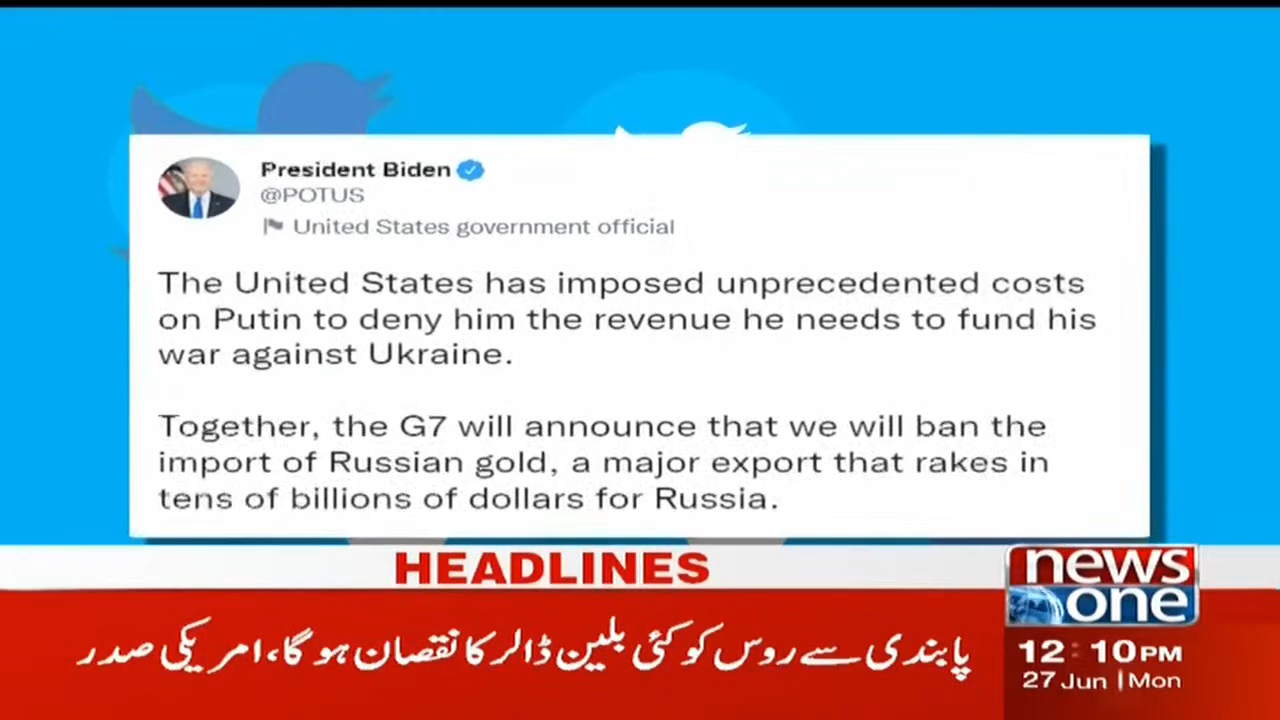 President Biden
@POTUS
United States government official
The United States has imposed unprecedented costs
on Putin to deny him the revenue he needs to fund his
war against Ukraine.
Together, the G7 will announce that we will ban the
import of Russian gold, a major export that rakes in
tens of billions of dollars for Russia.
HEADLINES
news
one
پابندی سے روس کو کئی بلین ڈالر کا نقصان ہو گا، امریکی صدر
12:10PM
27 Jun | Mon